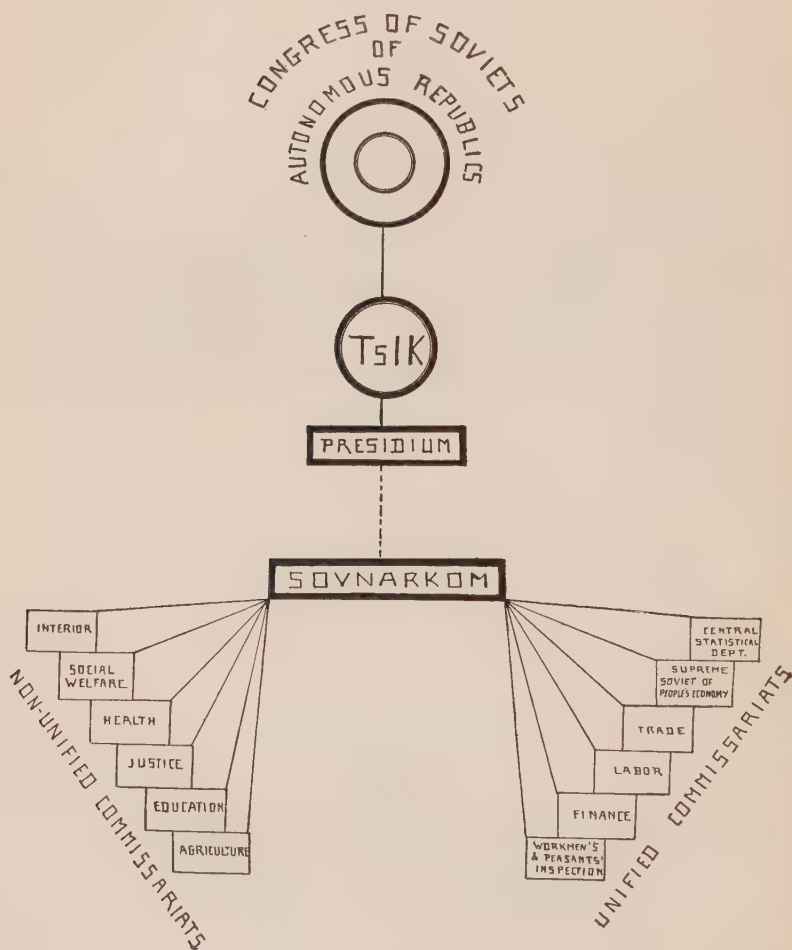 CONGRESS OF SOVIETS
OF
AUTONOMOUS REPUBLICS
TsIK
PRESIDIUM
SOVNARKOM
INTERIOR
SOCIAL
WELFARE
HEALTH
JUSTICE
EDUCATION
AGRICULTURE
NON-UNIFIED COMMISSARIATS
CENTRAL
STATISTICAL
DEPT.
SUPREME
SOVIET OF
PEOPLE'S ECONOMY
TRADE
LABOR
FINANCE
WORKMEN'S
& PEASANTS'
INSPECTION
UNIFIED COMMISSARIATS